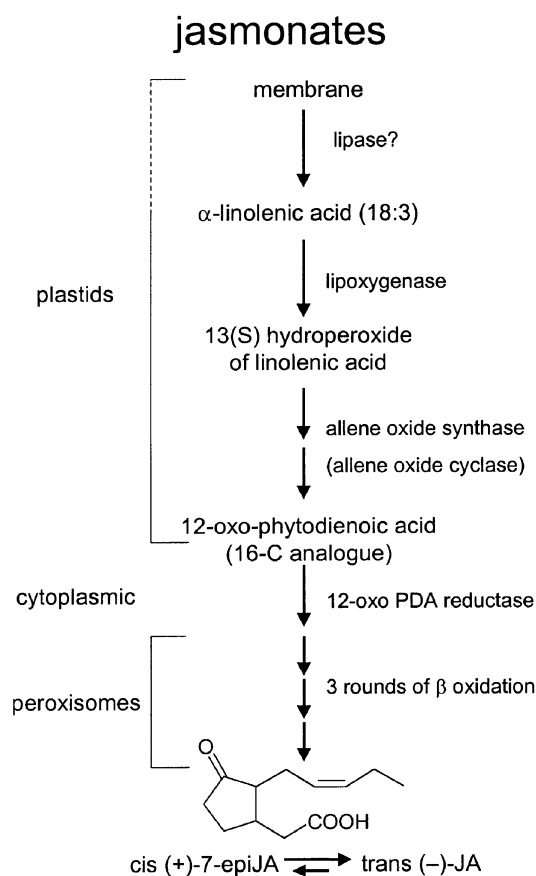 jasmonates
membrane
lipase?
α-linolenic acid (18:3)
plastids
lipoxygenase
13(S) hydroperoxide
of linolenic acid
allene oxide synthase
(allene oxide cyclase)
12-oxo-phytodienoic acid
(16-C analogue)
cytoplasmic
12-oxo PDA reductase
3 rounds of β oxidation
peroxisomes
O
COOH
cis (+)-7-epiJA
trans (–)-JA